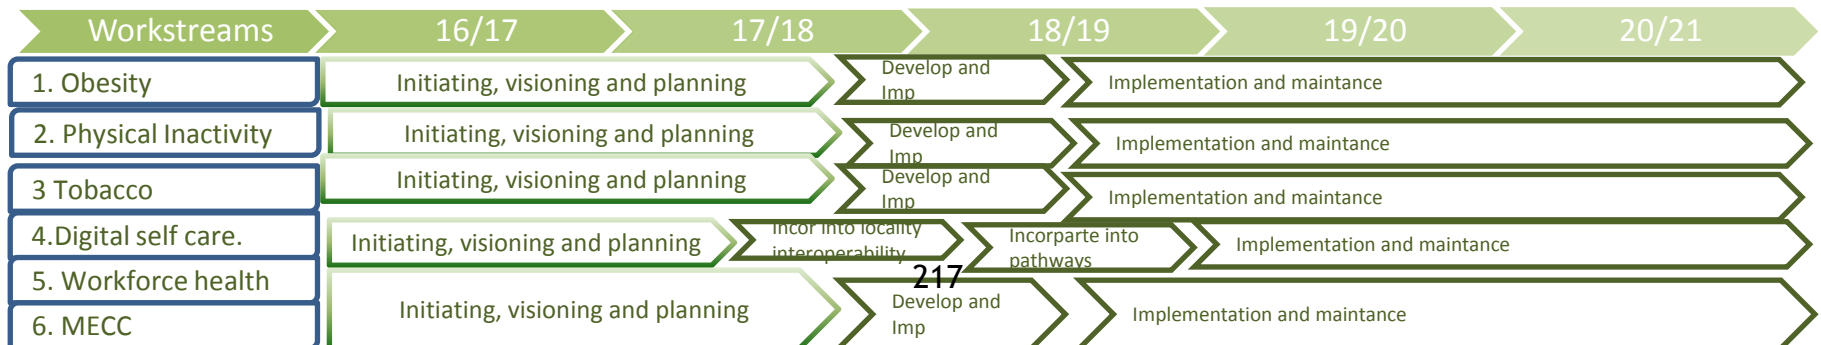 Workstreams 16/17 17/18 18/19 19/20 20/21
1. Obesity
Initiating, visioning and planning
Develop and
Imp
Implementation and maintance
2. Physical Inactivity
Initiating, visioning and planning
Develop and
Imp
Implementation and maintance
3 Tobacco
Initiating, visioning and planning
Develop and
Imp
Implementation and maintance
4.Digital self care.
Initiating, visioning and planning
Incor into locality
interoperability
Incorparte into
pathways
Implementation and maintance
5. Workforce health
6. MECC
Initiating, visioning and planning
217
Develop and
Imp
Implementation and maintance